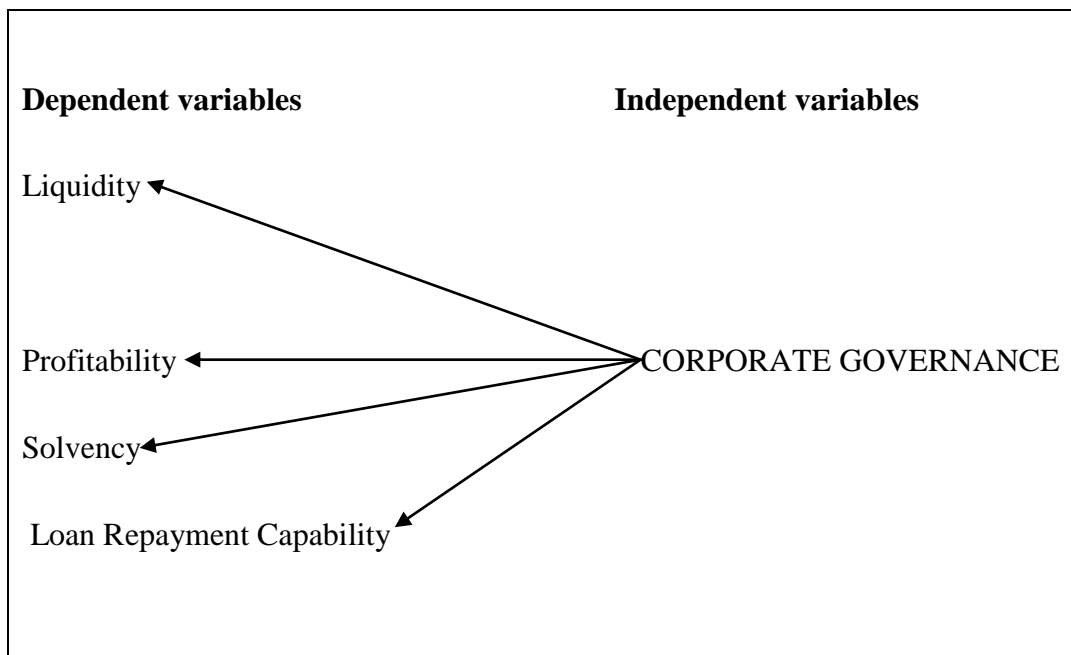 Dependent variables Independent variables
Liquidity
Profitability CORPORATE GOVERNANCE
Solvency
Loan Repayment Capability